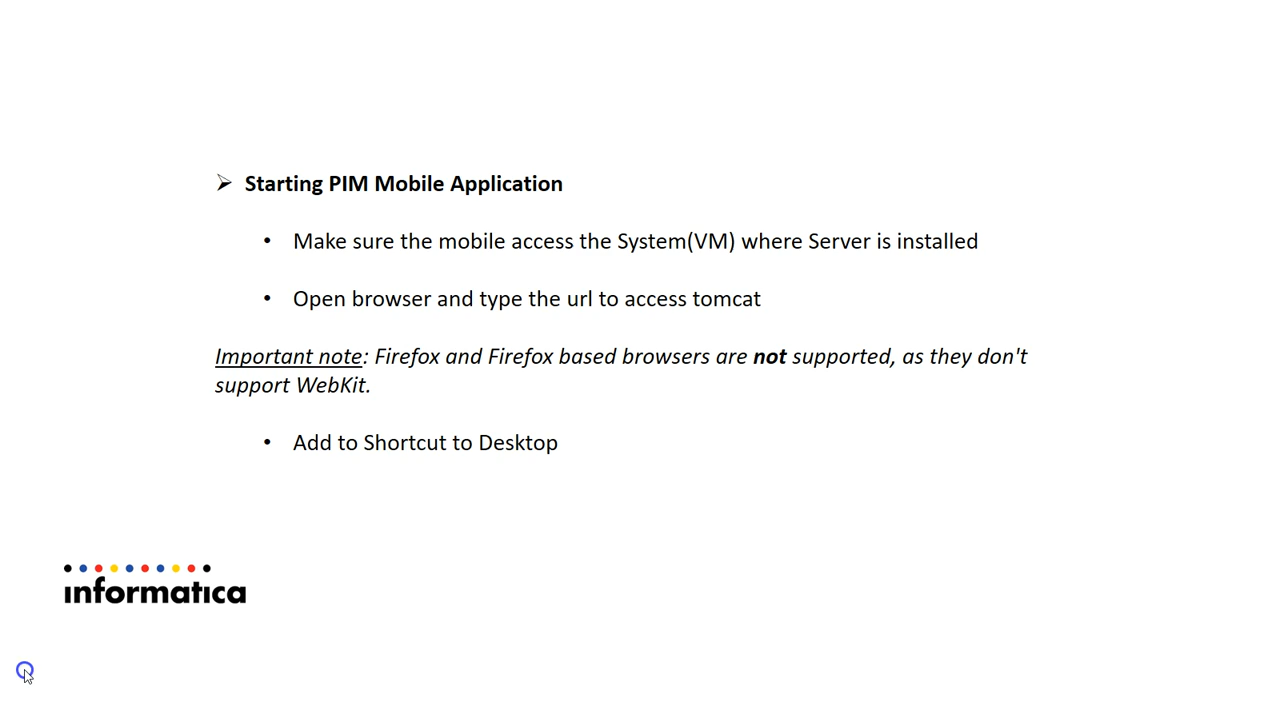 Starting PIM Mobile Application
Make sure the mobile access the System(VM) where Server is installed
Open browser and type the url to access tomcat
Important note: Firefox and Firefox based browsers are not supported, as they don't
support WebKit.
Add to Shortcut to Desktop
informatica